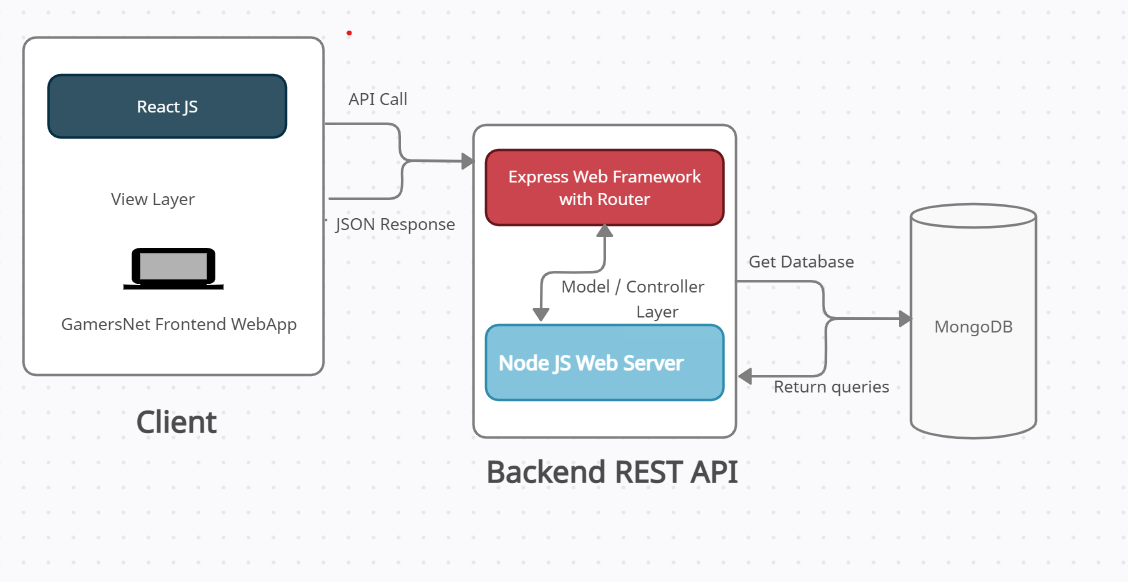 React JS
View Layer
GamersNet Frontend WebApp
Client
API Call
JSON Response
Express Web Framework
with Router
Model / Controller
Layer
Node JS Web Server
Backend REST API
Get Database
Return queries
MongoDB